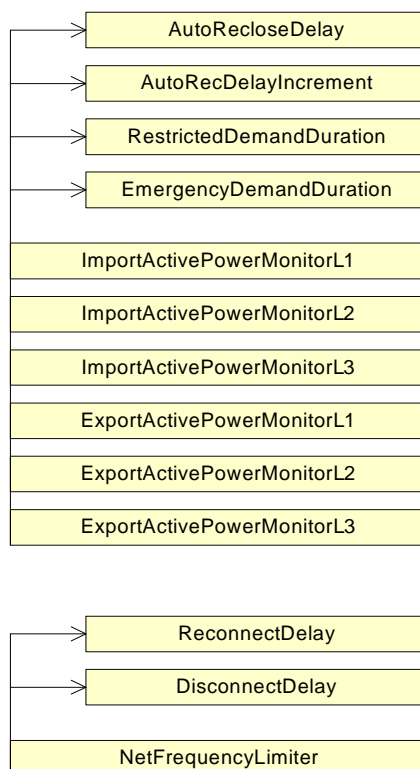 AutoRecloseDelay
AutoRecDelayIncrement
RestrictedDemandDuration
EmergencyDemandDuration
ImportActivePowerMonitorL1
ImportActivePowerMonitorL2
ImportActivePowerMonitorL3
ExportActivePowerMonitorL1
ExportActivePowerMonitorL2
ExportActivePowerMonitorL3
ReconnectDelay
DisconnectDelay
NetFrequencyLimiter